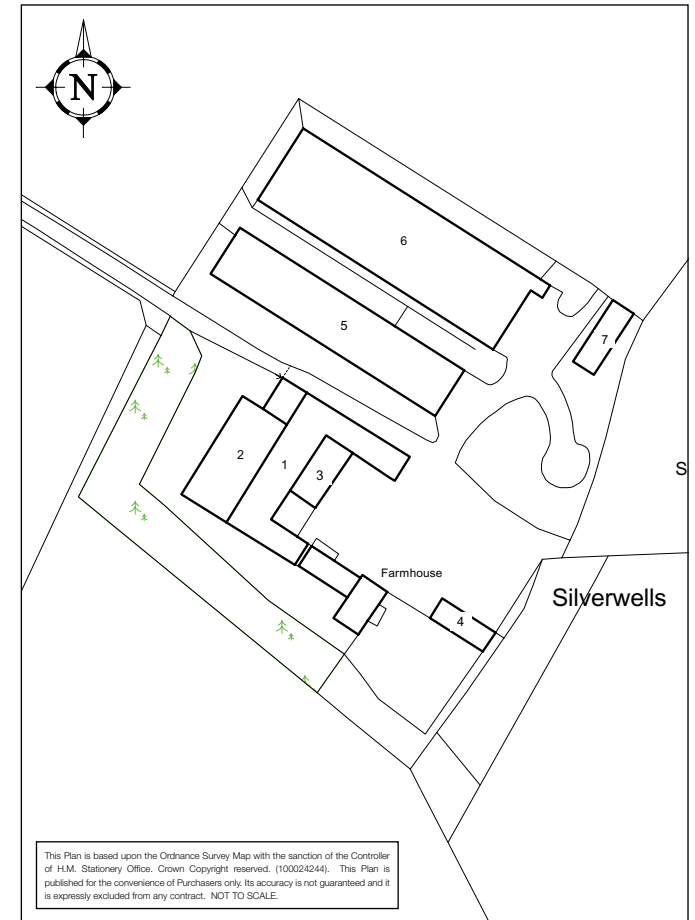 N
6
5
7
2
1
3
S
Farmhouse
Silverwells
4
This Plan is based upon the Ordnance Survey Map with the sanction of the Controller
of H.M. Stationery Office. Crown Copyright reserved. (100024244). This Plan is
published for the convenience of Purchasers only. Its accuracy is not guaranteed and it
is expressly excluded from any contract. NOT TO SCALE.